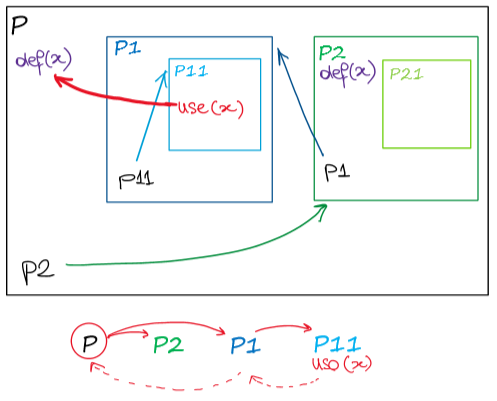 P
def(x)
P1
P11
use(x)
P11
P2
def(x)
P21
P1
P2
P P2 P1 P11
uso(x)